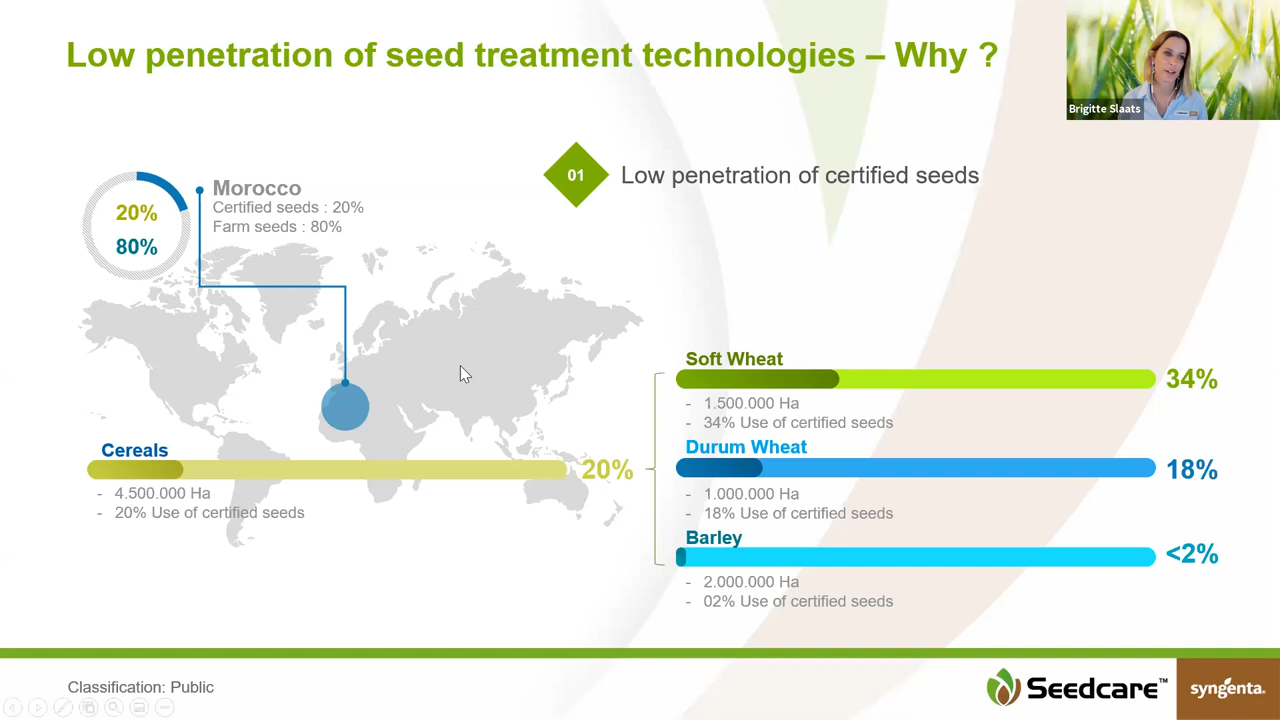 Low penetration of seed treatment technologies – Why ?
Brigitte Slaats
01
Low penetration of certified seeds
20%
80%
Morocco
Certified seeds : 20%
Farm seeds : 80%
Cereals
20%
- 4.500.000 Ha
- 20% Use of certified seeds
Soft Wheat
34%
- 1.500.000 Ha
- 34% Use of certified seeds
Durum Wheat
18%
- 1.000.000 Ha
- 18% Use of certified seeds
Barley
<2%
- 2.000.000 Ha
- 02% Use of certified seeds
Classification: Public
Seedcare™
syngenta®